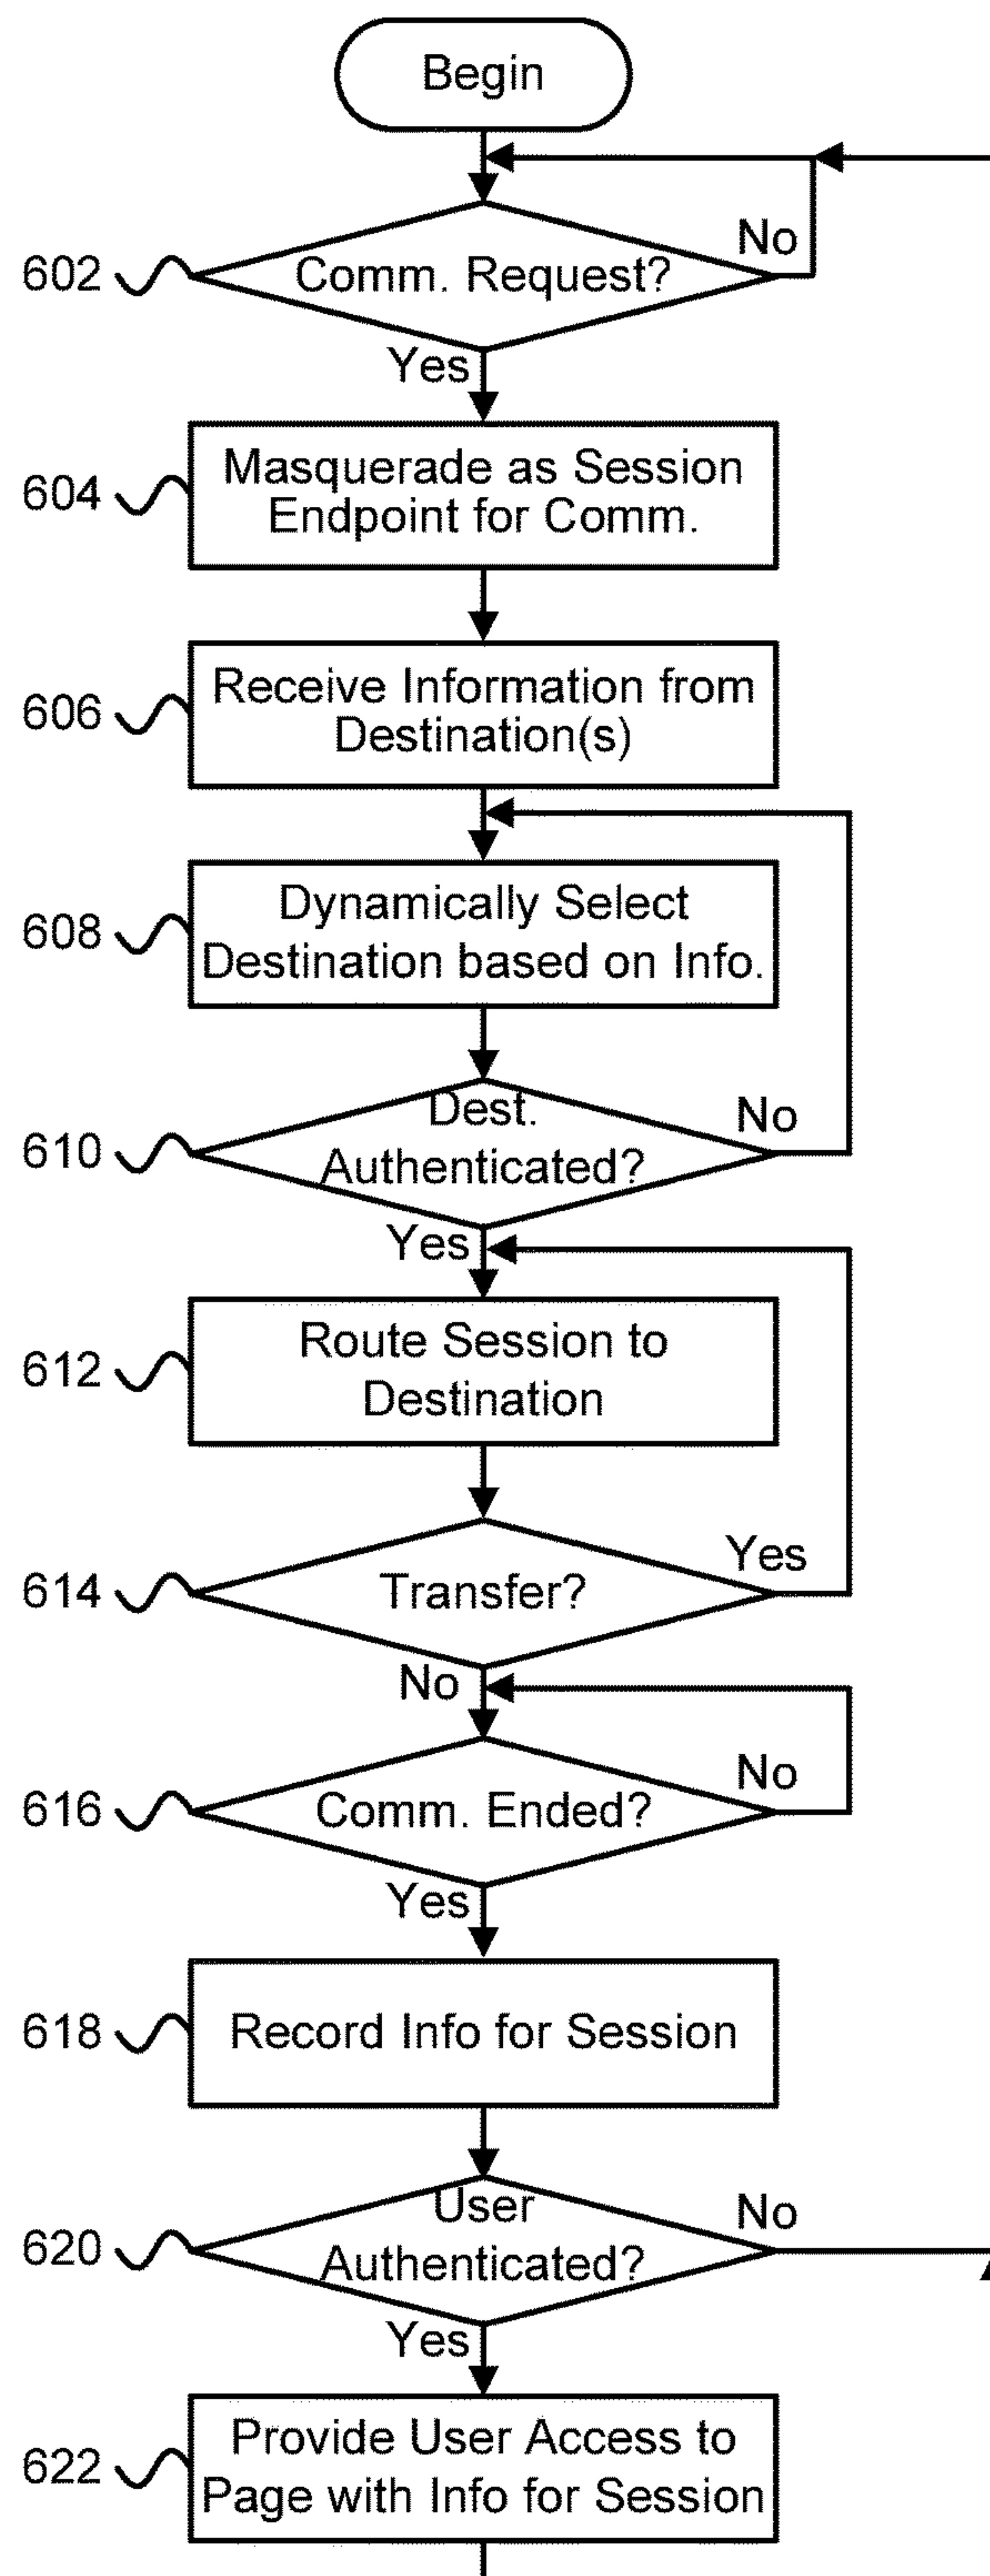 Begin
No
602
Comm. Request?
Yes
604
Masquerade as Session
Endpoint for Comm.
606
Receive Information from
Destination(s)
608
Dynamically Select
Destination based on Info.
610
Dest.
Authenticated?
No
Yes
612
Route Session to
Destination
614
Transfer?
Yes
No
616
Comm. Ended?
No
Yes
618
Record Info for Session
620
User
Authenticated?
No
Yes
622
Provide User Access to
Page with Info for Session